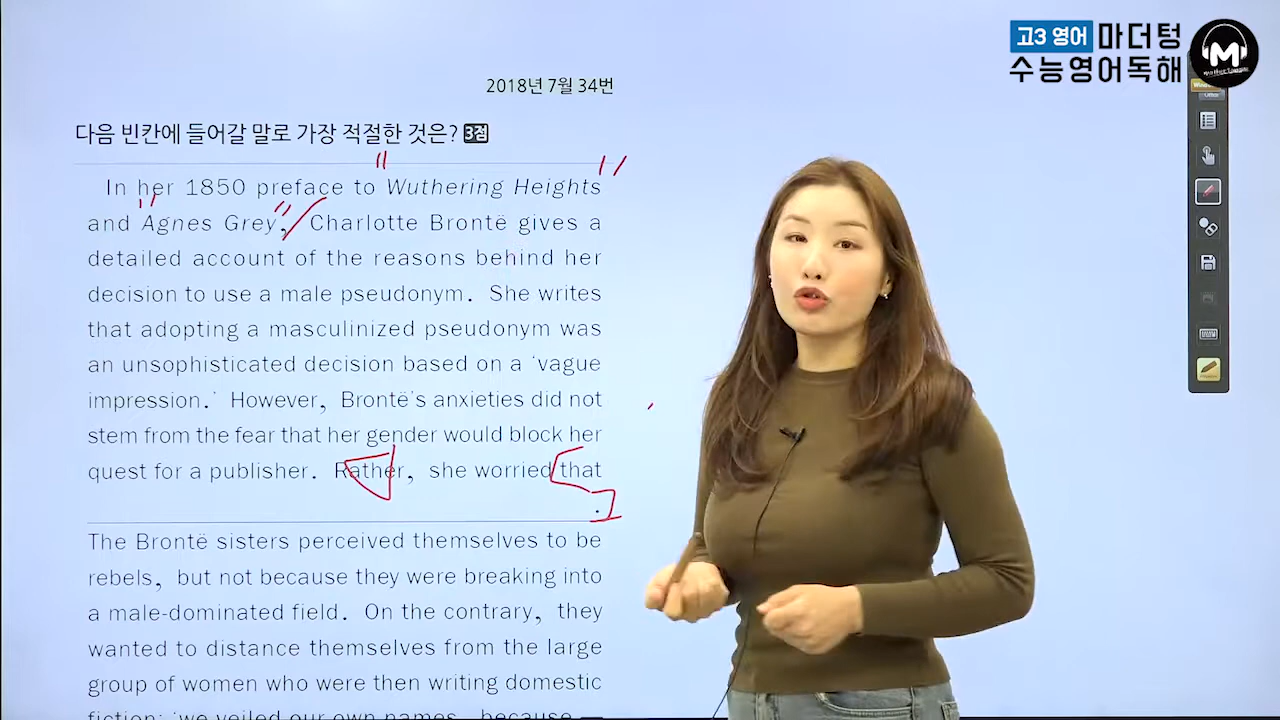 고3 영어 마더텅
수능영어독해
M
2018년 7월 34번
다음 빈칸에 들어갈 말로 가장 적절한 것은? 3점
In her 1850 preface to Wuthering Heights
and Agnes Grey, Charlotte Brontë gives a
detailed account of the reasons behind her
decision to use a male pseudonym. She writes
that adopting a masculinized pseudonym was
an unsophisticated decision based on a ‘vague
impression.’ However, Brontë’s anxieties did not
stem from the fear that her gender would block her
quest for a publisher. Rather, she worried that
.
The Brontë sisters perceived themselves to be
rebels, but not because they were breaking into
a male-dominated field. On the contrary, they
wanted to distance themselves from the large
group of women who were then writing domestic
veiled our own names, because